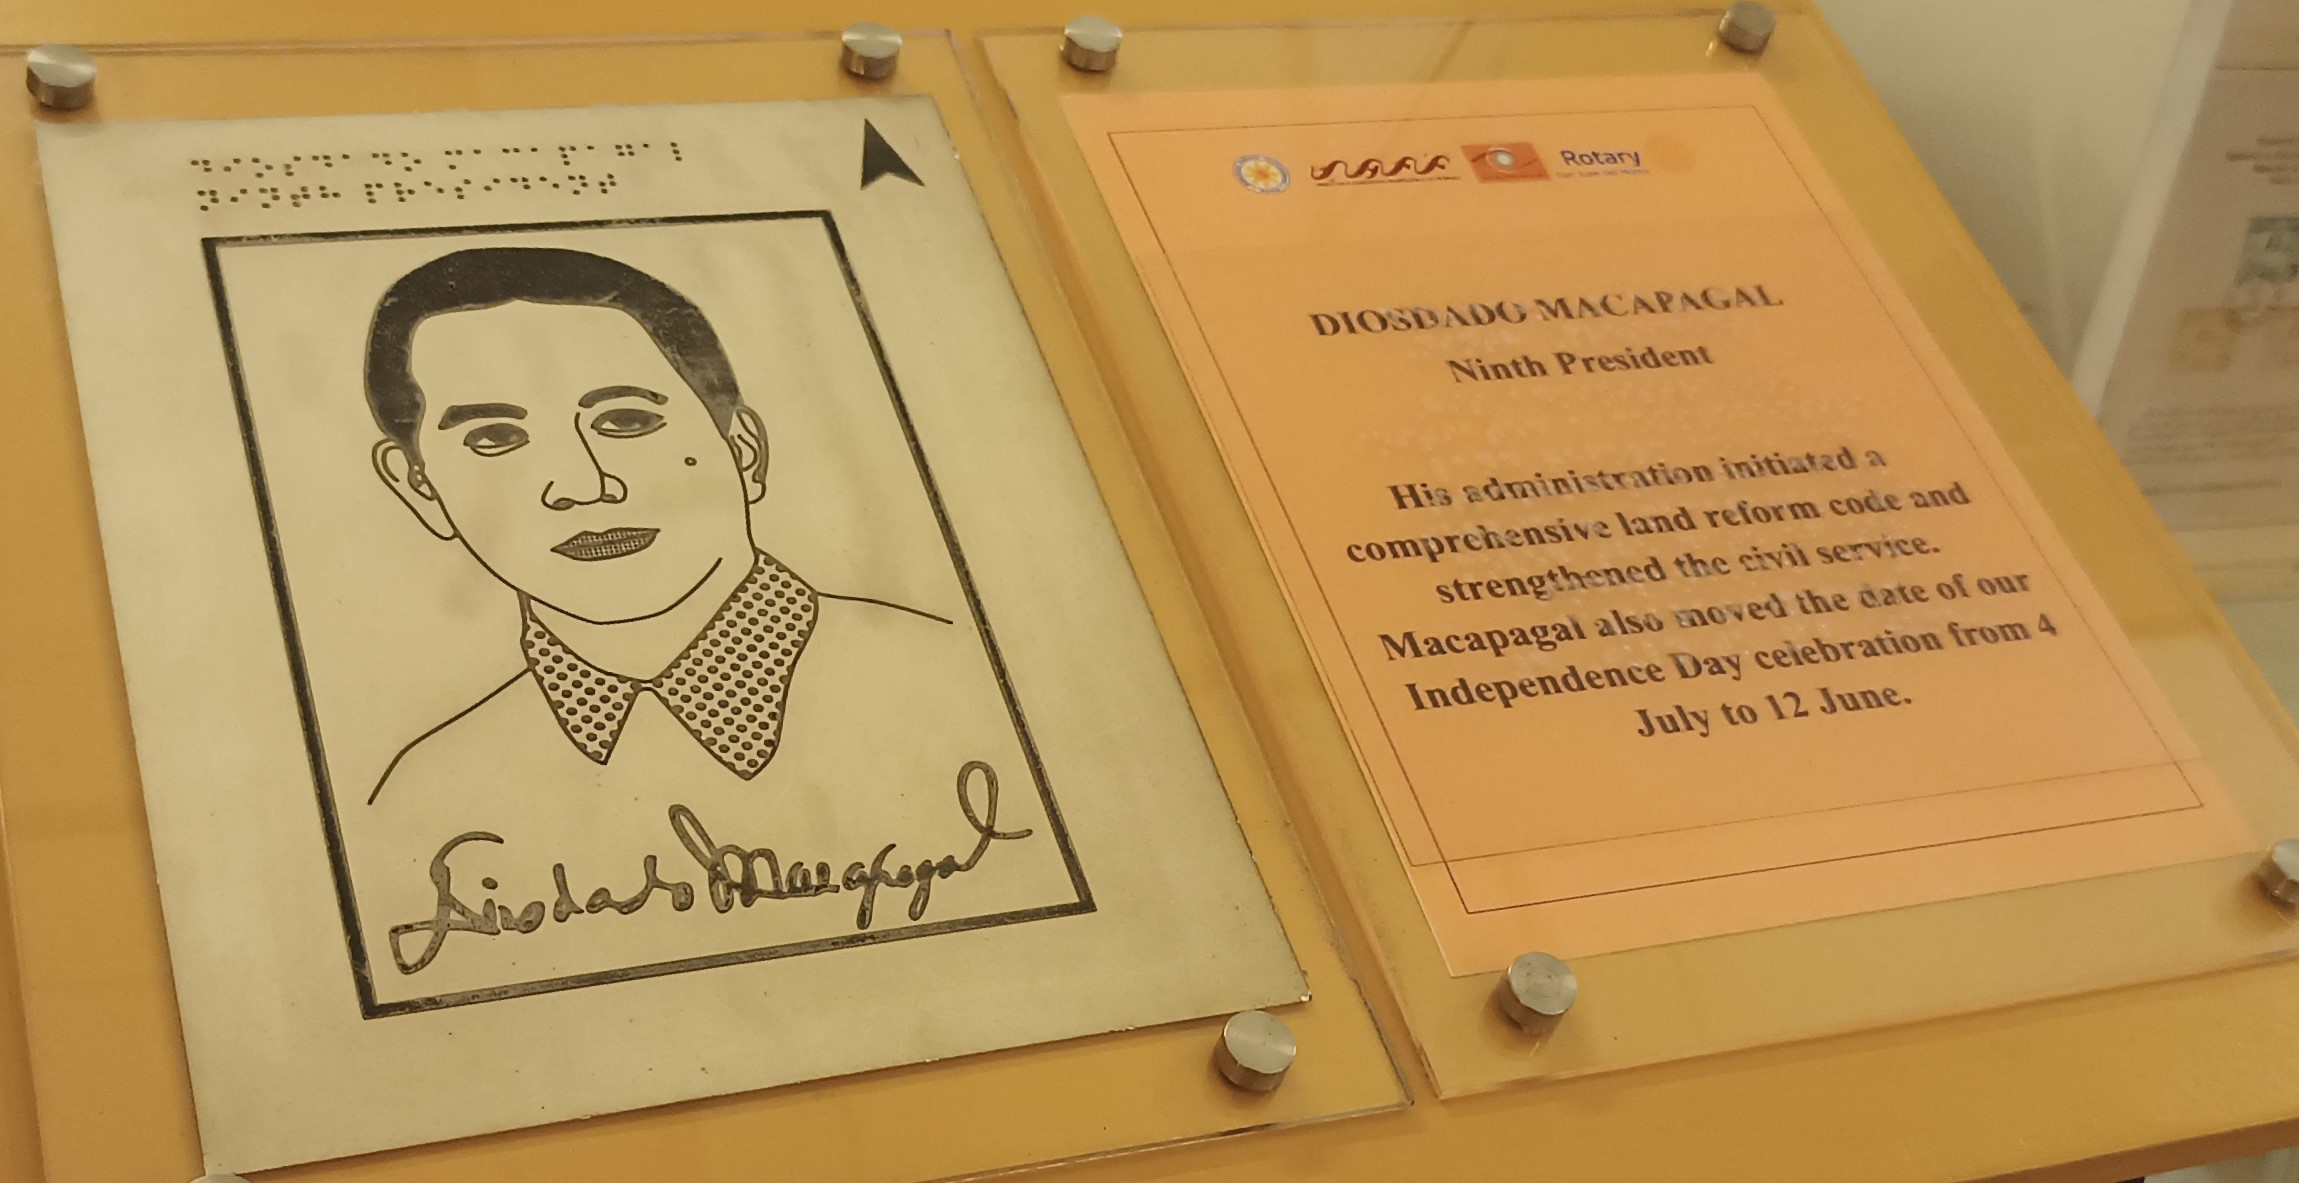 ⠙⠊⠕⠎⠙⠁⠙⠕ ⠍⠁⠉⠁⠏⠁⠛⠁⠇
Diosdado Macapagal
Rotary
DIOSDADO MACAPAGAL
Ninth President
His administration initiated a
comprehensive land reform code and
strengthened the civil service.
Macapagal also moved the date of our
Independence Day celebration from 4
July to 12 June.